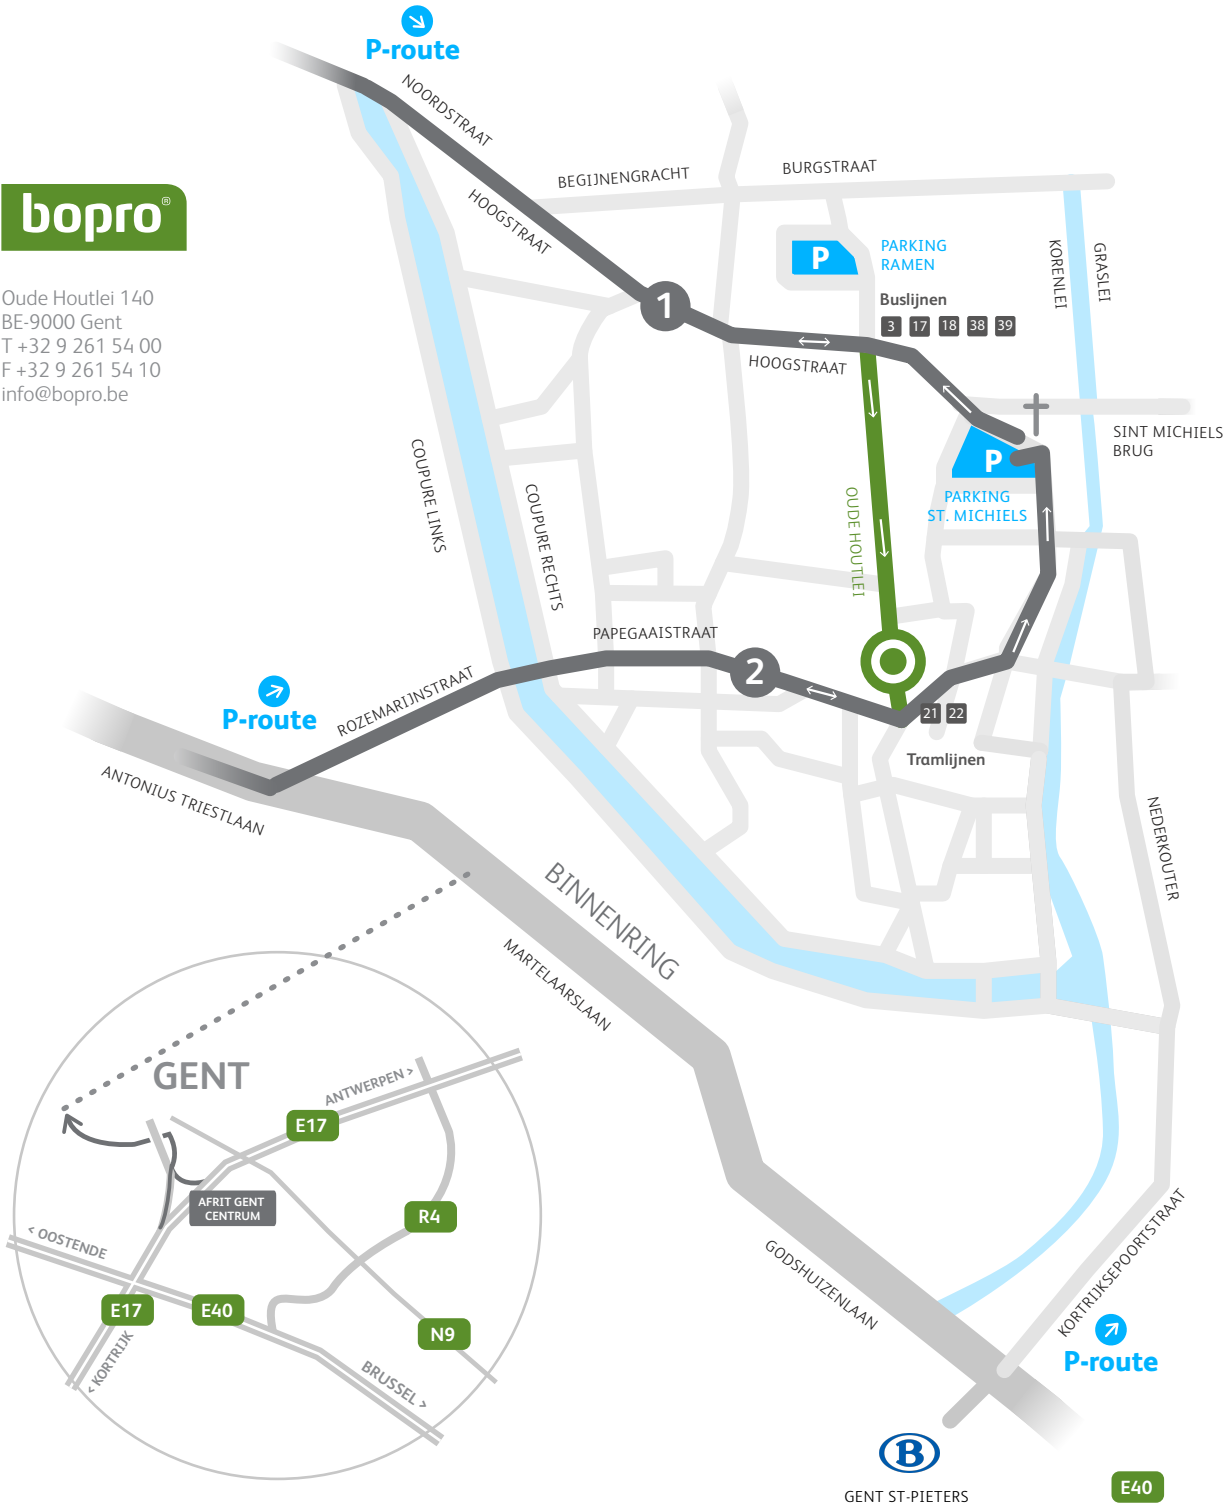 P-route
NOORDSTRAAT
BEGIJNENGRACHT
BURGSTRAAT
bopro®
HOOGSTRAAT
PARKING
RAMEN
P
KORENLEI
GRASLEI
Oude Houtlei 140
BE-9000 Gent
T +32 9 261 54 00
F +32 9 261 54 10
info@bopro.be
Buslijnen
3 17 18 38 39
1
HOOGSTRAAT
SINT MICHIELS
BRUG
P
PARKING
ST. MICHIELS
COUPURE LINKS
COUPURE RECHTS
OUDE HOUTLEI
PAPEGAAISTRAAT
2
ROZEMARIJNSTRAAT
P-route
21 22
Tramlijnen
ANTONIUS TRIESTLAAN
NEDERKOUTER
BINNENRING
MARTELAARSLAAN
GENT
ANTWERPEN >
E17
AFRIT GENT
CENTRUM
R4
< OOSTENDE
E17
E40
N9
< KORTRIJK
BRUSSEL >
GODSHUIZENLAAN
KORTRIJKSEPOORTSTRAAT
P-route
B
GENT ST-PIETERS
E40